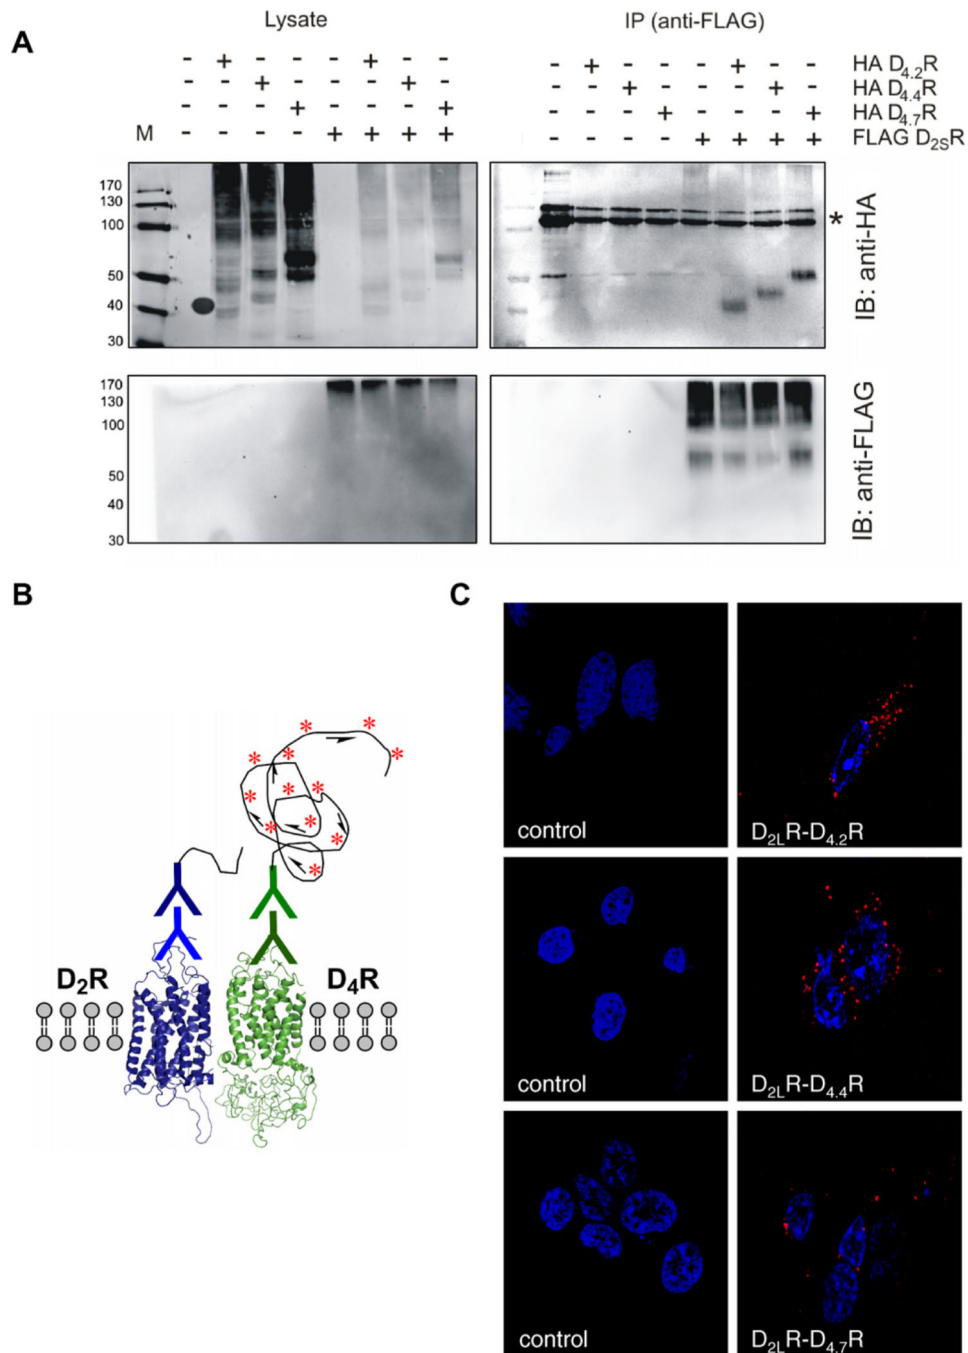 Lysate IP (anti-FLAG)
A
- + - - - + - - - + - - - + - - HA D4.2R
- - + - - - + - - - + - - - + - HA D4.4R
- - - + - - - + - - - + - - - + HA D4.7R
M - - - - + + + + - - - - + + + + FLAG D2SR
170
130
100
50
40
30
*
IB: anti-HA
170
130
100
50
40
30
IB: anti-FLAG
B
D2R D4R
* * * * * * * * * * *
C
control D2LR-D4.2R
control D2LR-D4.4R
control D2LR-D4.7R